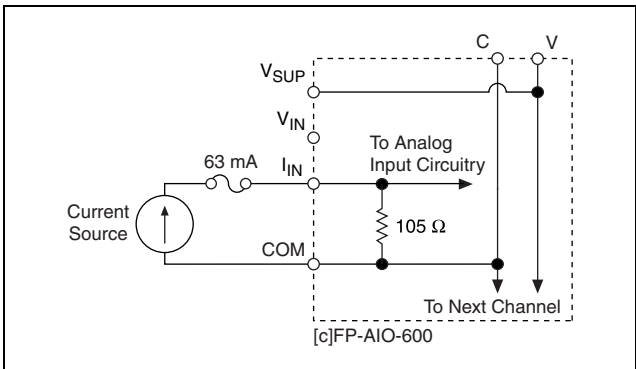 C V
VSUP
VIN
To Analog
Input Circuitry
63 mA
IIN
Current
Source
105 Ω
COM
To Next Channel
[c]FP-AIO-600